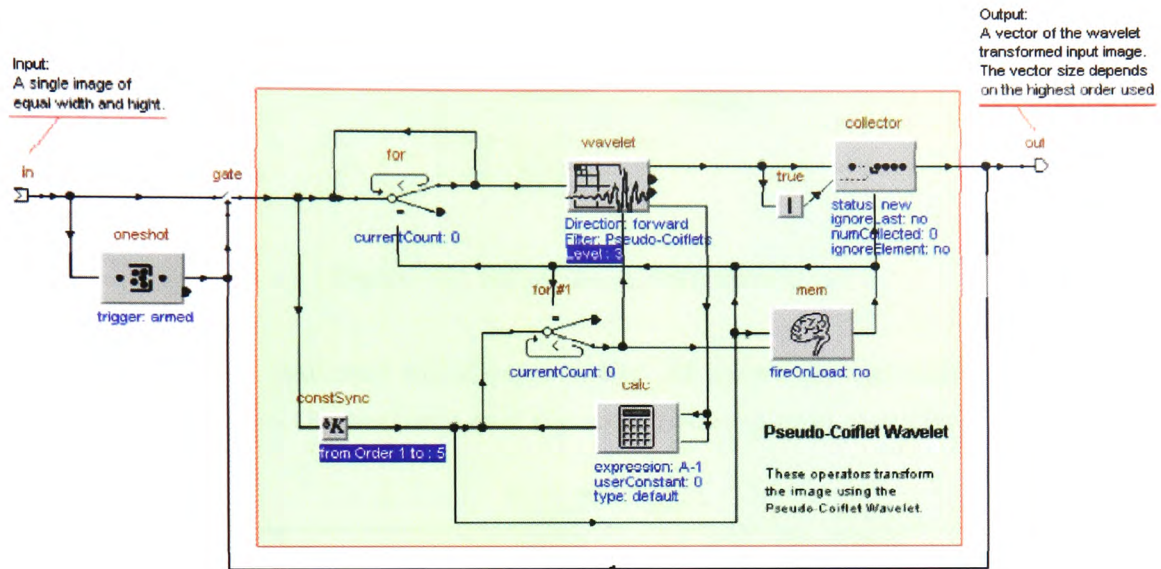 Output:
A vector of the wavelet
transformed input image.
The vector size depends
on the highest order used
Input:
A single image of
equal width and hight.
in
gate
oneshot
trigger: armed
for
currentCount: 0
wavelet
Direction: forward
Filter: Pseudo-Coiflets
Level: 3
true
collector
status: new
ignoreLast: no
numCollected: 0
ignoreElement: no
out
for #1
currentCount: 0
mem
fireOnLoad: no
constSync
K
from Order 1 to : 5
calc
expression: A-1
userConstant: 0
type: default
Pseudo-Coiflet Wavelet
These operators transform
the image using the
Pseudo-Coiflet Wavelet.